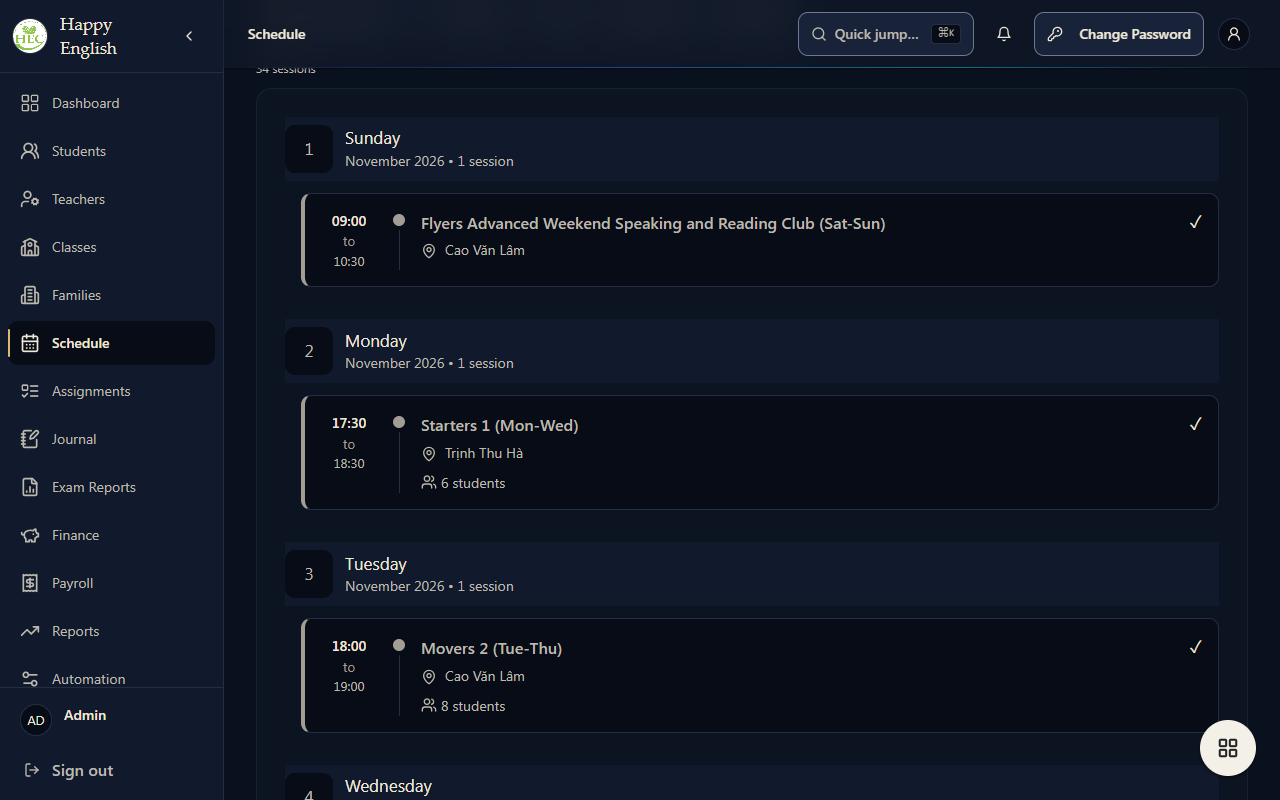 HEC
Happy
English
Dashboard
Students
Teachers
Classes
Families
Schedule
Assignments
Journal
Exam Reports
Finance
Payroll
Reports
Automation
AD
Admin
Sign out
Schedule
Quick jump...
⌘K
Change Password
34 sessions
1
Sunday
November 2026 • 1 session
09:00
to
10:30
Flyers Advanced Weekend Speaking and Reading Club (Sat-Sun)
✓
Cao Văn Lâm
2
Monday
November 2026 • 1 session
17:30
to
18:30
Starters 1 (Mon-Wed)
✓
Trịnh Thu Hà
6 students
3
Tuesday
November 2026 • 1 session
18:00
to
19:00
Movers 2 (Tue-Thu)
✓
Cao Văn Lâm
8 students
4
Wednesday